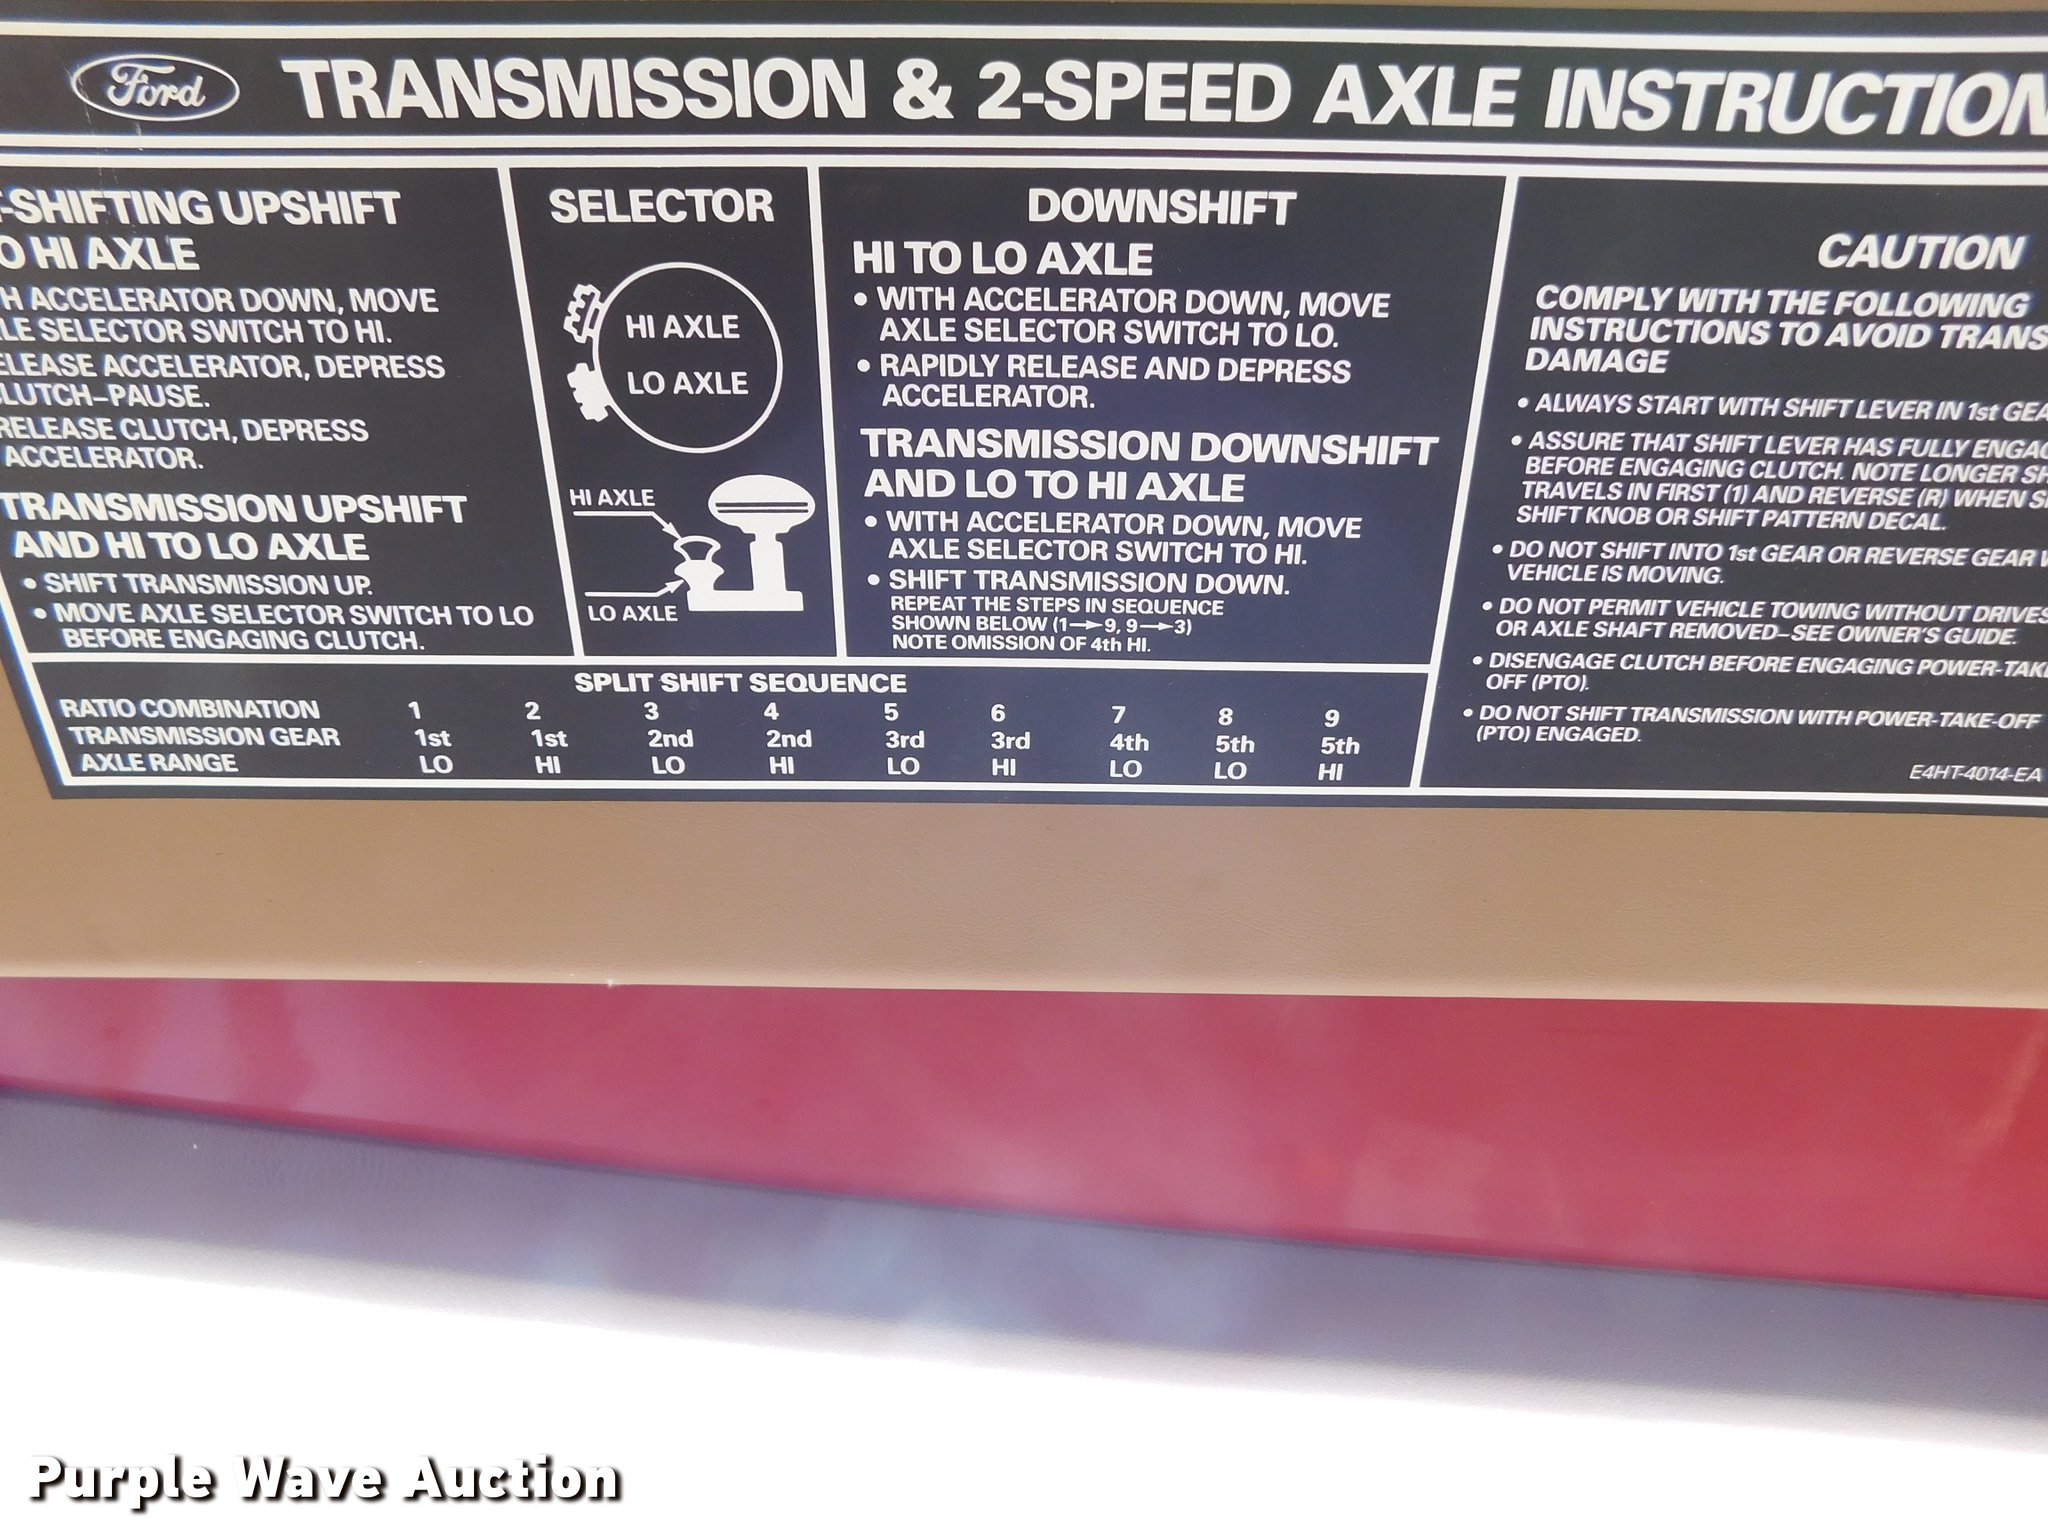 Ford TRANSMISSION & 2-SPEED AXLE INSTRUCTION
-SHIFTING UPSHIFT
O HI AXLE
H ACCELERATOR DOWN, MOVE
LE SELECTOR SWITCH TO HI.
ELEASE ACCELERATOR, DEPRESS
CLUTCH-PAUSE.
RELEASE CLUTCH, DEPRESS
ACCELERATOR.
TRANSMISSION UPSHIFT
AND HI TO LO AXLE
• SHIFT TRANSMISSION UP.
• MOVE AXLE SELECTOR SWITCH TO LO
BEFORE ENGAGING CLUTCH.
SELECTOR
HI AXLE
LO AXLE
HI AXLE
LO AXLE
DOWNSHIFT
HI TO LO AXLE
• WITH ACCELERATOR DOWN, MOVE
AXLE SELECTOR SWITCH TO LO.
• RAPIDLY RELEASE AND DEPRESS
ACCELERATOR.
TRANSMISSION DOWNSHIFT
AND LO TO HI AXLE
• WITH ACCELERATOR DOWN, MOVE
AXLE SELECTOR SWITCH TO HI.
• SHIFT TRANSMISSION DOWN.
REPEAT THE STEPS IN SEQUENCE
SHOWN BELOW (1→9, 9→3)
NOTE OMISSION OF 4th HI.
CAUTION
COMPLY WITH THE FOLLOWING
INSTRUCTIONS TO AVOID TRANS
DAMAGE
• ALWAYS START WITH SHIFT LEVER IN 1st GEA
• ASSURE THAT SHIFT LEVER HAS FULLY ENGAG
BEFORE ENGAGING CLUTCH. NOTE LONGER SH
TRAVELS IN FIRST (1) AND REVERSE (R) WHEN S
SHIFT KNOB OR SHIFT PATTERN DECAL.
• DO NOT SHIFT INTO 1st GEAR OR REVERSE GEAR W
VEHICLE IS MOVING.
• DO NOT PERMIT VEHICLE TOWING WITHOUT DRIVES
OR AXLE SHAFT REMOVED-SEE OWNER'S GUIDE.
• DISENGAGE CLUTCH BEFORE ENGAGING POWER-TAKE
OFF (PTO).
• DO NOT SHIFT TRANSMISSION WITH POWER-TAKE-OFF
(PTO) ENGAGED.
E4HT-4014-EA
SPLIT SHIFT SEQUENCE
RATIO COMBINATION 1 2 3 4 5 6 7 8 9
TRANSMISSION GEAR 1st 1st 2nd 2nd 3rd 3rd 4th 5th 5th
AXLE RANGE LO HI LO HI LO HI LO LO HI
Purple Wave Auction